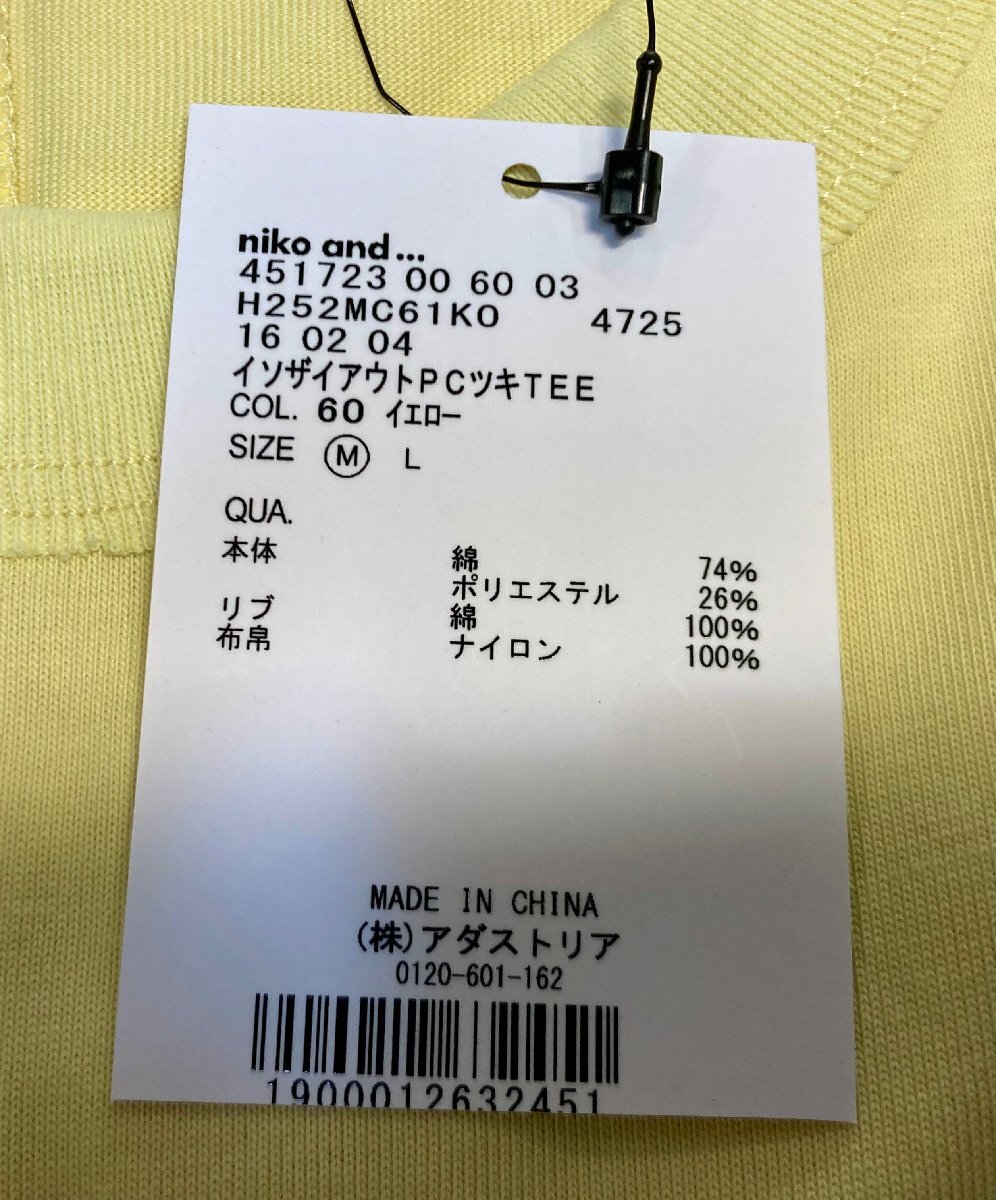 niko and...
451723 00 60 03
H252MC61K0 4725
16 02 04
イソザイアウトPCツキTEE
COL. 60 イエロー
SIZE M L
QUA.
本体 綿 74%
ポリエステル 26%
リブ 綿 100%
布帛 ナイロン 100%
MADE IN CHINA
(株)アダストリア
0120-601-162
1900012632451